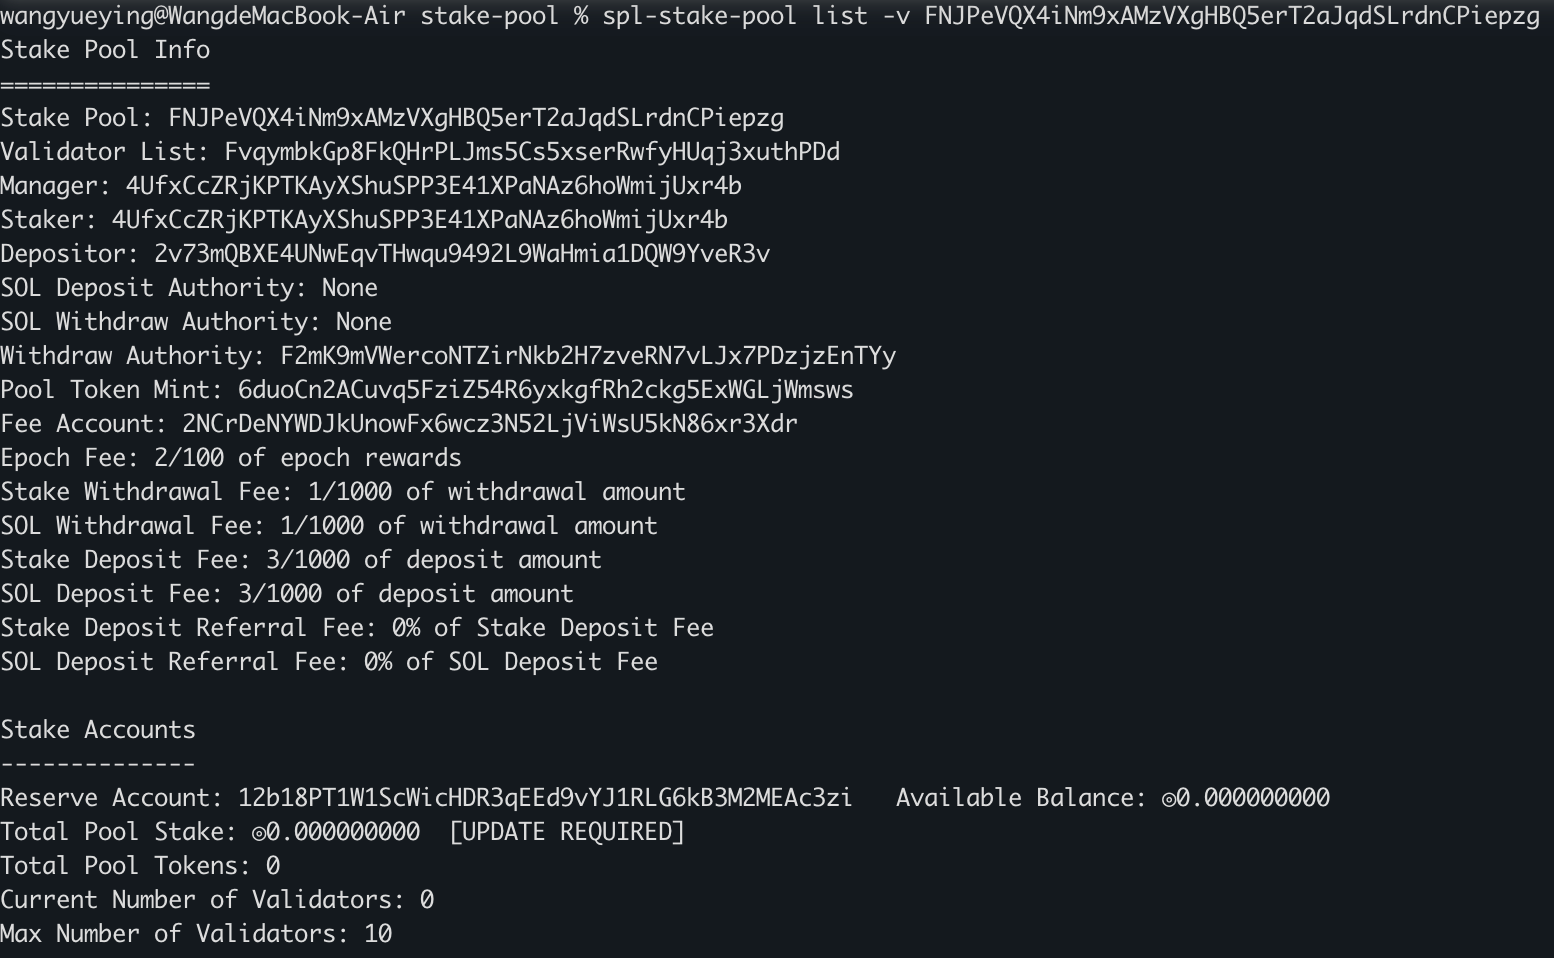 wangyueying@WangdeMacBook-Air stake-pool % spl-stake-pool list -v FNJPeVQX4iNm9xAMzVXgHBQ5erT2aJqdSLrdnCPiepzg
Stake Pool Info
===============
Stake Pool: FNJPeVQX4iNm9xAMzVXgHBQ5erT2aJqdSLrdnCPiepzg
Validator List: FvqymbkGp8FkQHrPLJms5Cs5xserRwfyHUqj3xuthPDd
Manager: 4UfxCcZRjKPTKAyXShuSPP3E41XPaNAz6hoWmijUxr4b
Staker: 4UfxCcZRjKPTKAyXShuSPP3E41XPaNAz6hoWmijUxr4b
Depositor: 2v73mQBXE4UNwEqvTHwqu9492L9WaHmia1DQW9YveR3v
SOL Deposit Authority: None
SOL Withdraw Authority: None
Withdraw Authority: F2mK9mVWercoNTZirNkb2H7zveRN7vLJx7PDzjzEnTYy
Pool Token Mint: 6duoCn2ACuvq5FziZ54R6yxkgfRh2ckg5ExWGLjWmsws
Fee Account: 2NCrDeNYWDJkUnowFx6wcz3N52LjViWsU5kN86xr3Xdr
Epoch Fee: 2/100 of epoch rewards
Stake Withdrawal Fee: 1/1000 of withdrawal amount
SOL Withdrawal Fee: 1/1000 of withdrawal amount
Stake Deposit Fee: 3/1000 of deposit amount
SOL Deposit Fee: 3/1000 of deposit amount
Stake Deposit Referral Fee: 0% of Stake Deposit Fee
SOL Deposit Referral Fee: 0% of SOL Deposit Fee
Stake Accounts
--------------
Reserve Account: 12b18PT1W1ScWicHDR3qEEd9vYJ1RLG6kB3M2MEAc3zi   Available Balance: ◎0.000000000
Total Pool Stake: ◎0.000000000  [UPDATE REQUIRED]
Total Pool Tokens: 0
Current Number of Validators: 0
Max Number of Validators: 10